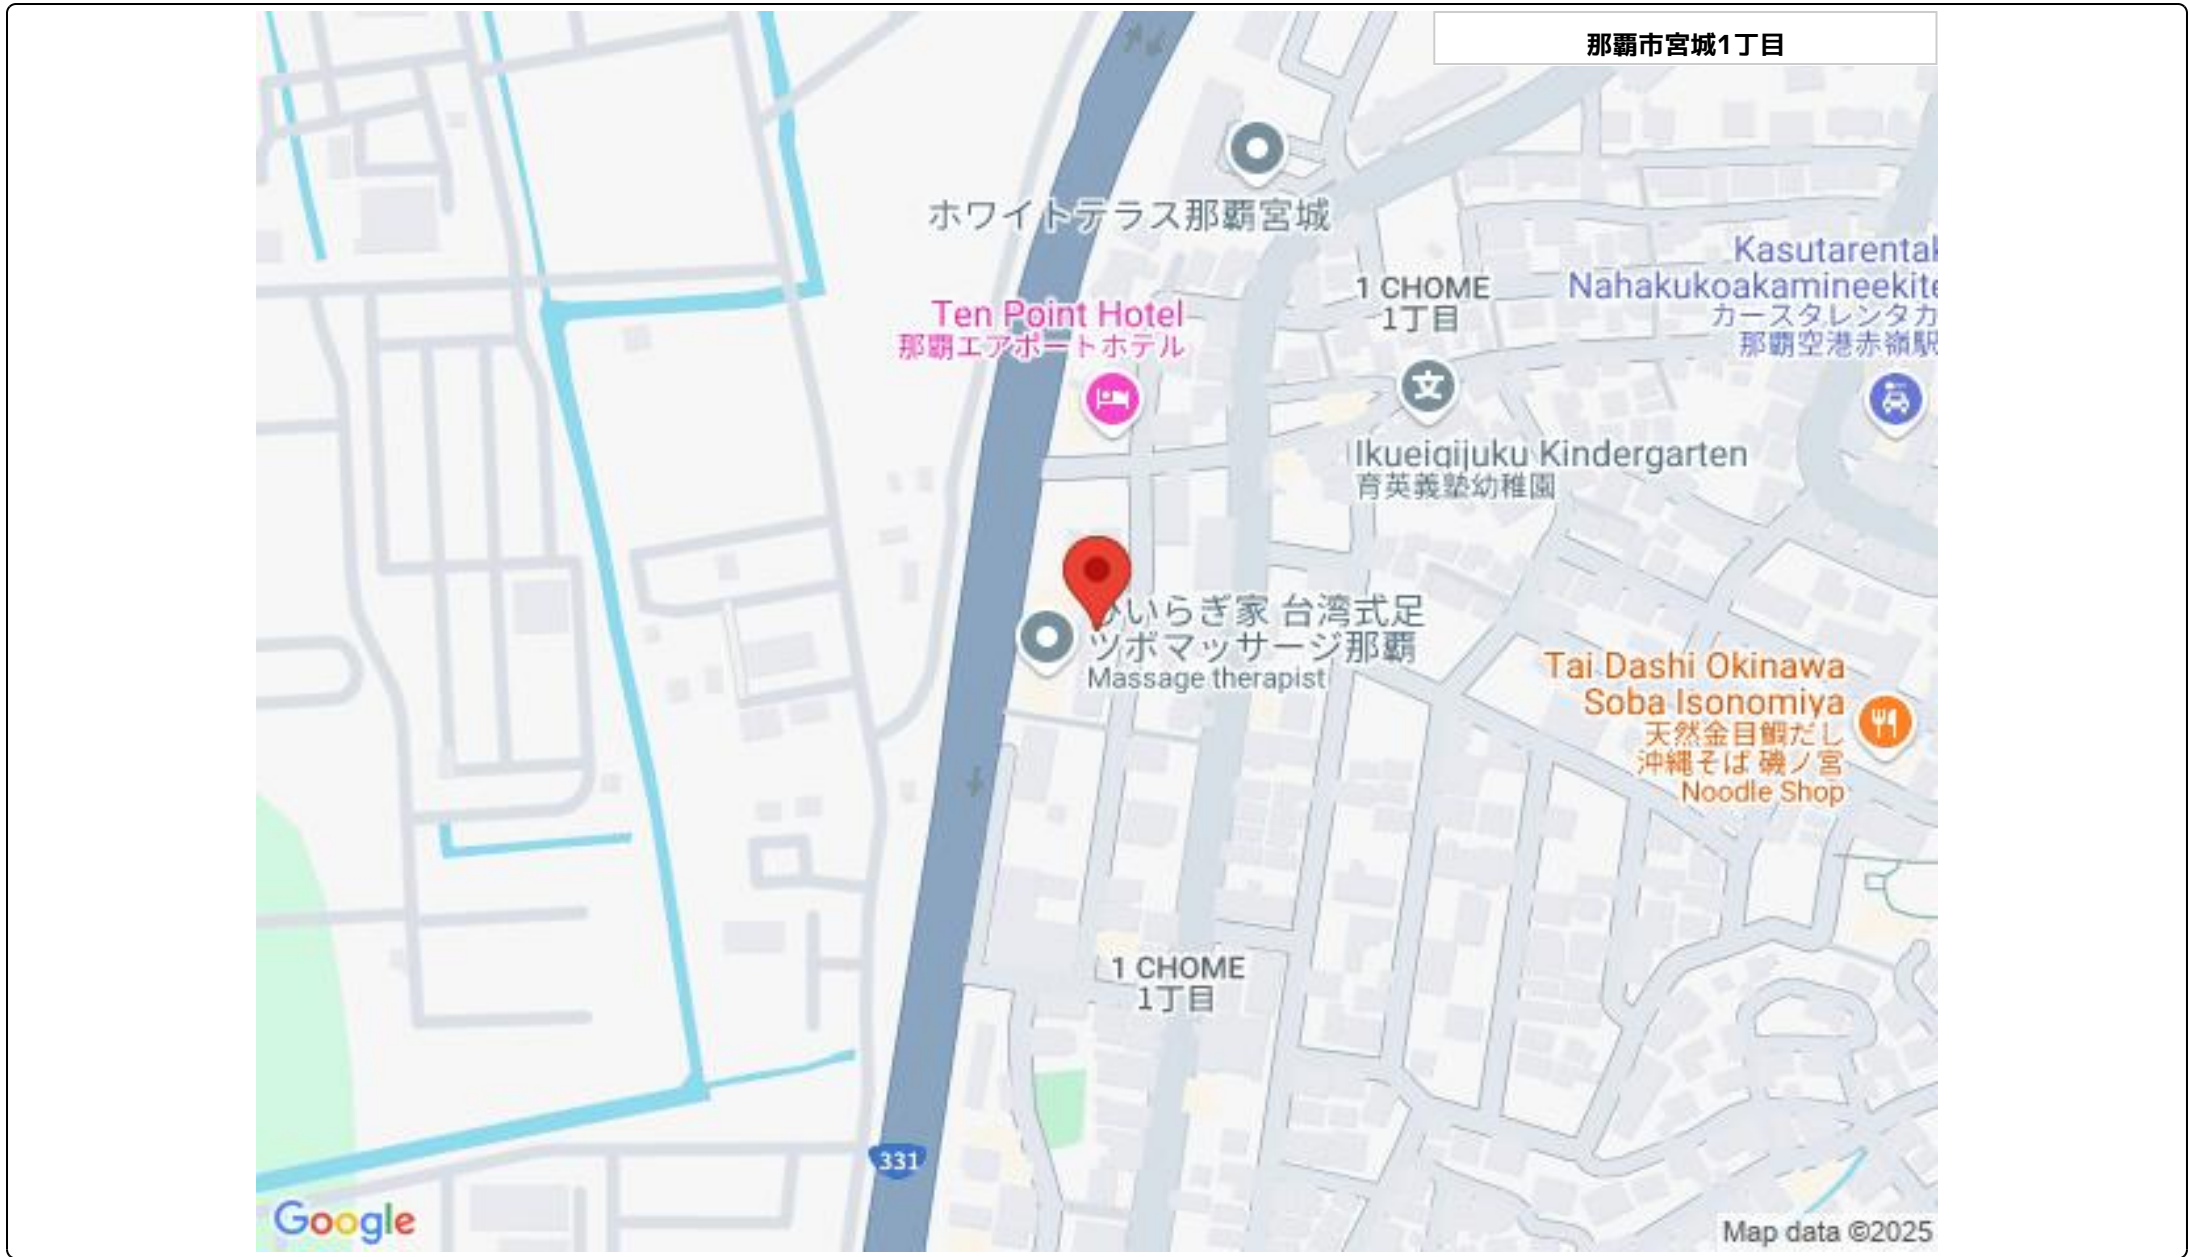 那覇市宮城1丁目
ホワイトテラス那覇宮城
Kasutarental
Nahakukoakamineekite
カースタレンタカ
那覇空港赤嶺駅
1 CHOME
1丁目
Ten Point Hotel
那覇エアポートホテル
Ikueigijuku Kindergarten
育英義塾幼稚園
ひいらぎ家 台湾式足
ツボマッサージ那覇
Massage therapist
Tai Dashi Okinawa
Soba Isonomiya
天然金目鯛だし
沖縄そば 磯ノ宮
Noodle Shop
1 CHOME
1丁目
331
Google
Map data ©2025